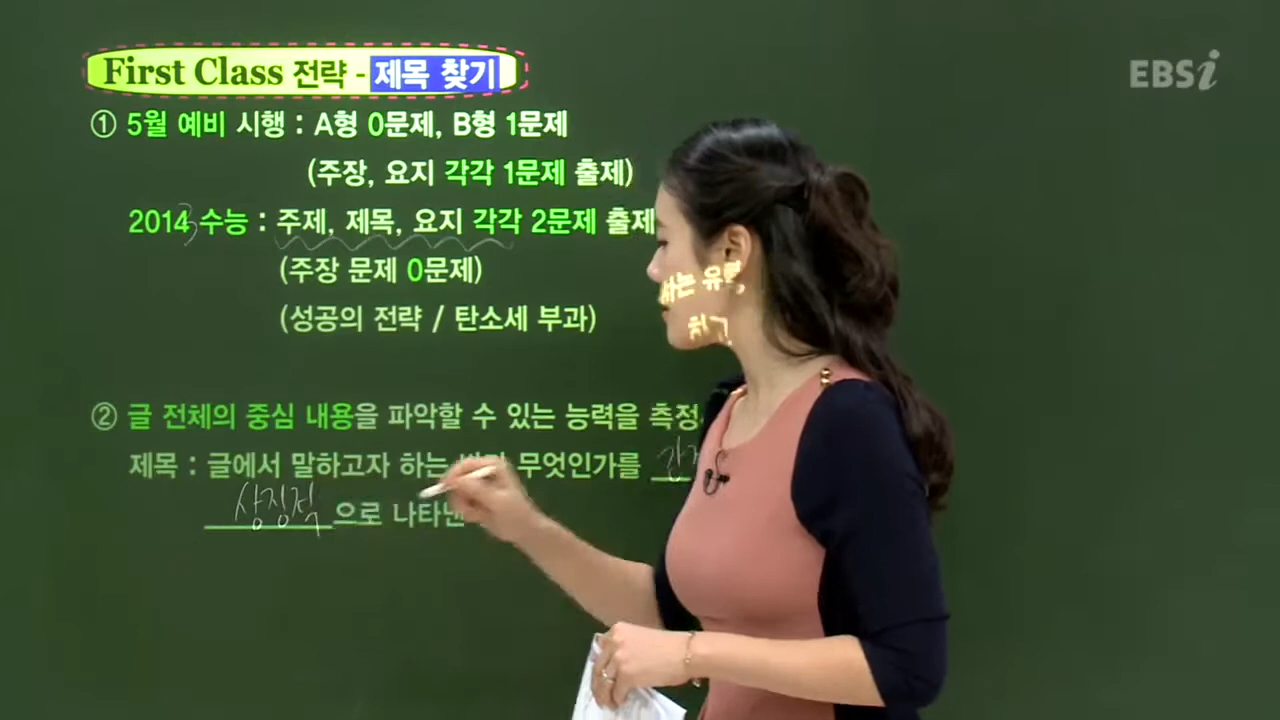 First Class 전략 - 제목 찾기
EBSi
① 5월 예비 시행 : A형 0문제, B형 1문제
(주장, 요지 각각 1문제 출제)
2014 수능 : 주제, 제목, 요지 각각 2문제 출제
(주장 문제 0문제)
(성공의 전략 / 탄소세 부과)
② 글 전체의 중심 내용을 파악할 수 있는 능력을 측정
제목 : 글에서 말하고자 하는 무엇인가를
상징적 으로 나타낸